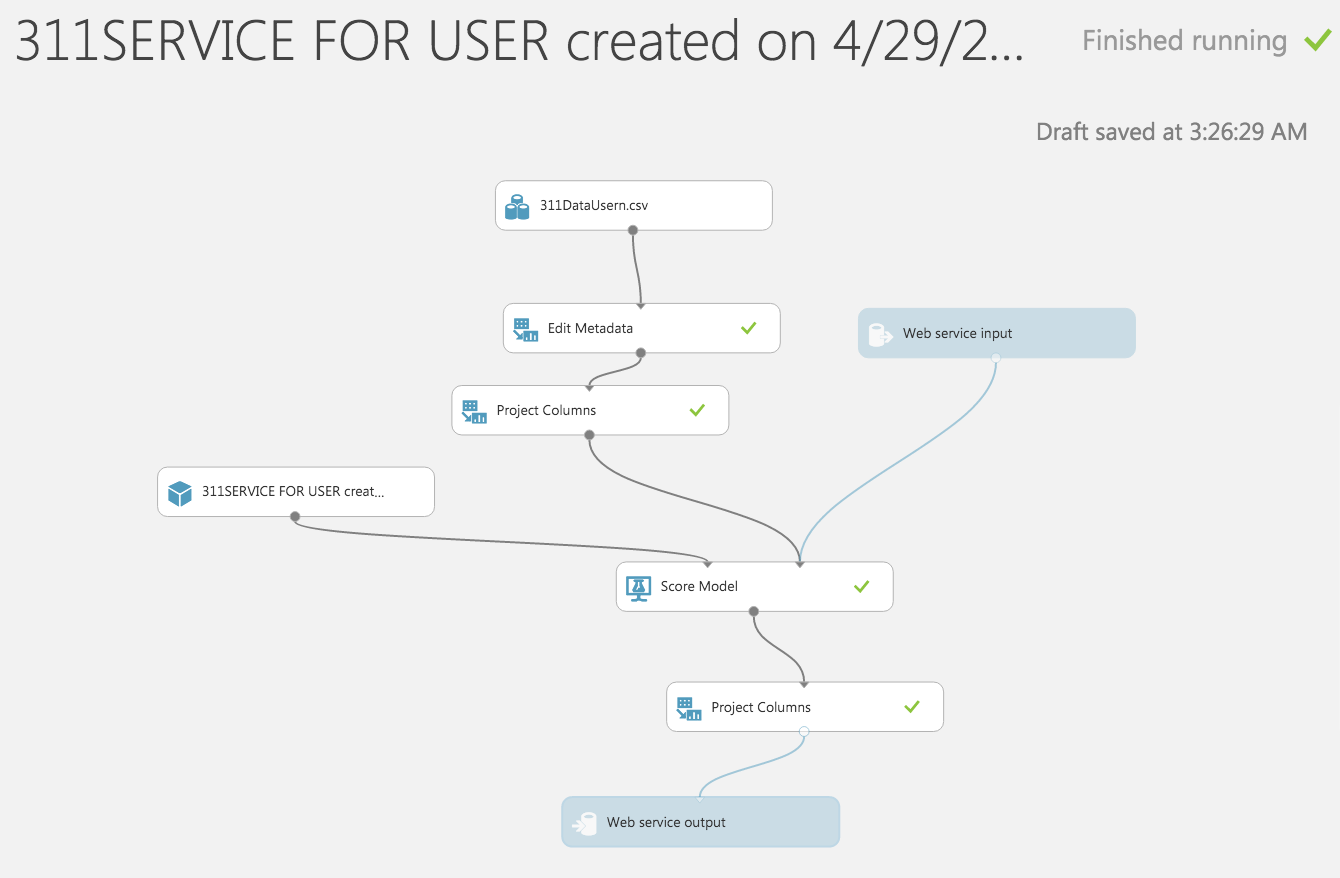 311SERVICE FOR USER created on 4/29/2...
Finished running
Draft saved at 3:26:29 AM
311DataUsern.csv
Edit Metadata
Web service input
Project Columns
311SERVICE FOR USER creat...
Score Model
Project Columns
Web service output